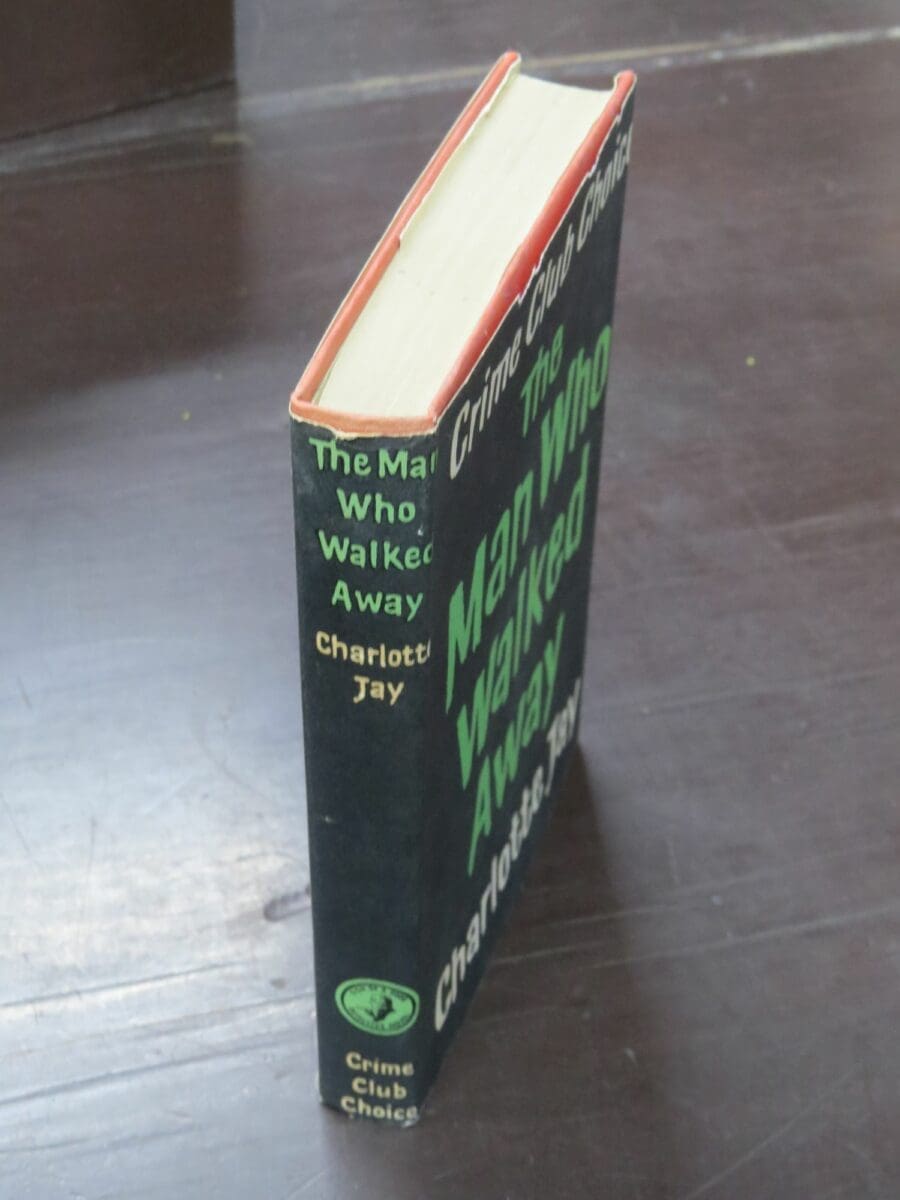 The Man
Who
Walked
Away
Charlotte
Jay
Crime
Club
Choice
Crime Club Choice
The
Man Who
Walked
Away
Charlotte Jay